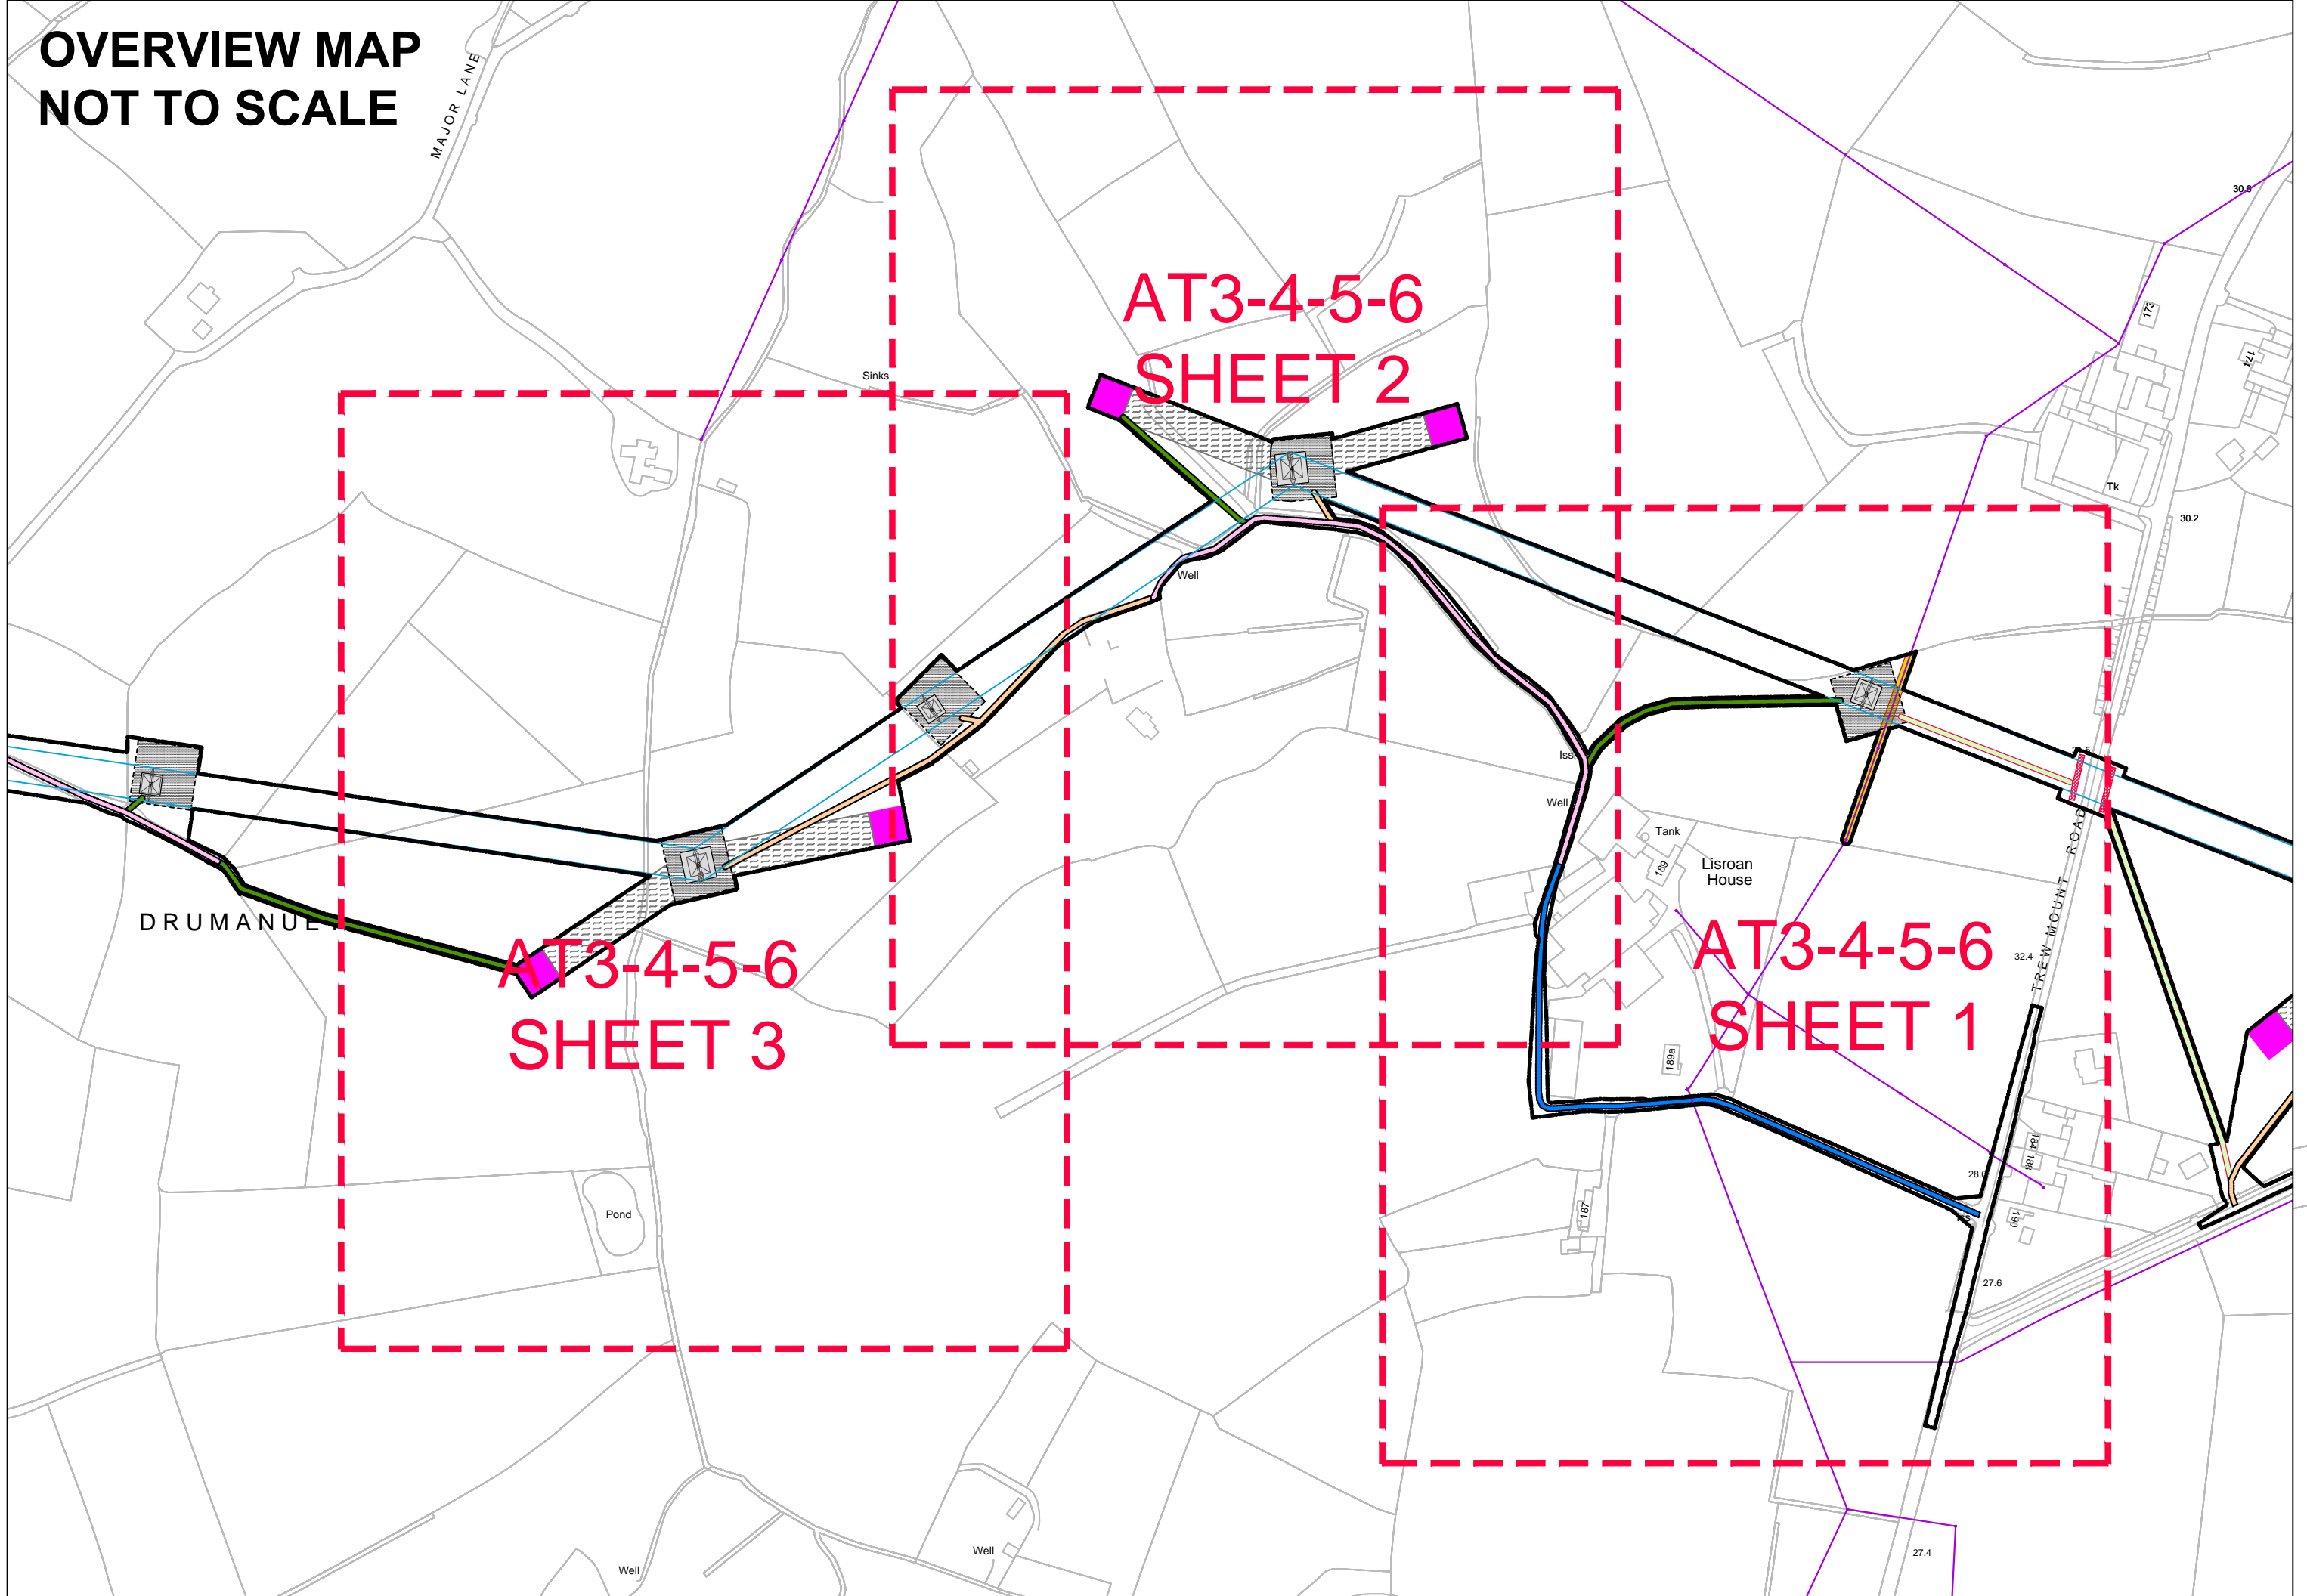 OVERVIEW MAP
NOT TO SCALE
MAJOR LANE
30.6
AT3-4-5-6
SHEET 2
173
171
Sinks
Tk
30.2
Well
Iss
Well
Tank
189
Lisroan
House
TREW MOUNT ROAD
DRUMANUEY
AT3-4-5-6
SHEET 3
AT3-4-5-6
SHEET 1
32.4
189a
184
188
28.0
190
Iss
187
Pond
27.6
27.4
Well
Well